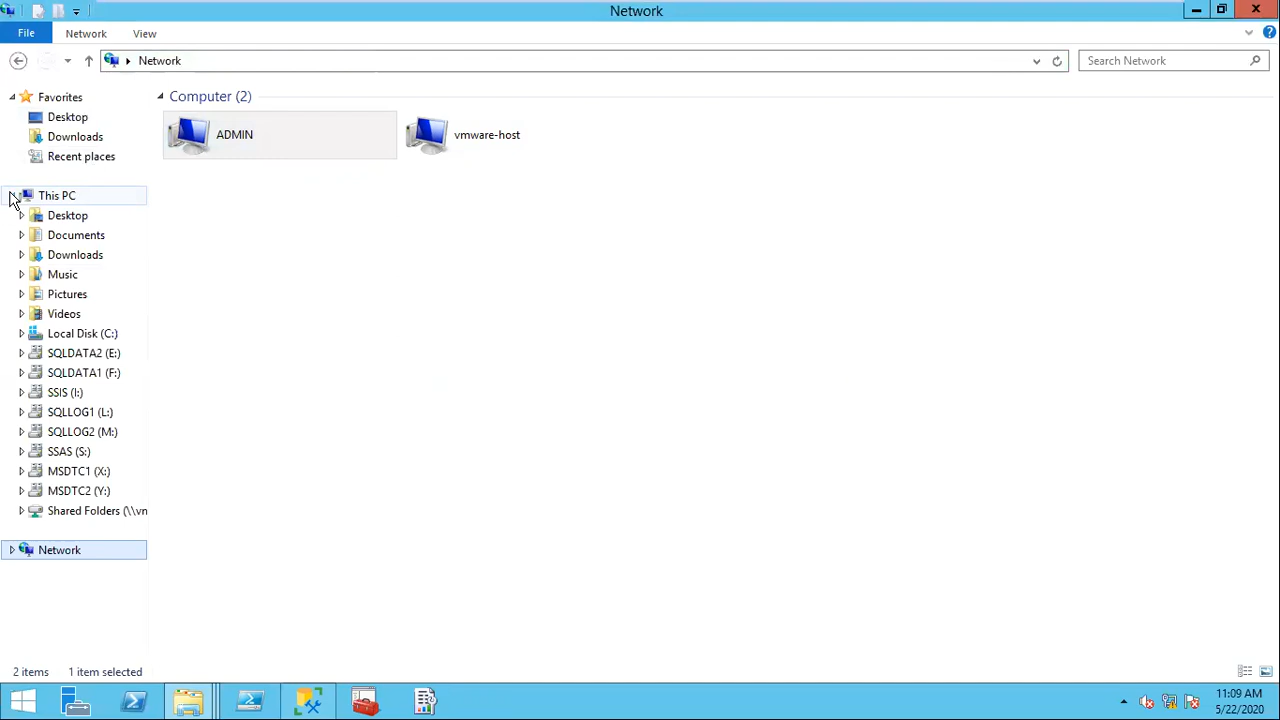 Network
File
Network
View
Network
Search Network
Favorites
Desktop
Downloads
Recent places
This PC
Desktop
Documents
Downloads
Music
Pictures
Videos
Local Disk (C:)
SQLDATA2 (E:)
SQLDATA1 (F:)
SSIS (I:)
SQLLOG1 (L:)
SQLLOG2 (M:)
SSAS (S:)
MSDTC1 (X:)
MSDTC2 (Y:)
Shared Folders (\\vn
Network
Computer (2)
ADMIN
vmware-host
2 items
1 item selected
11:09 AM
5/22/2020